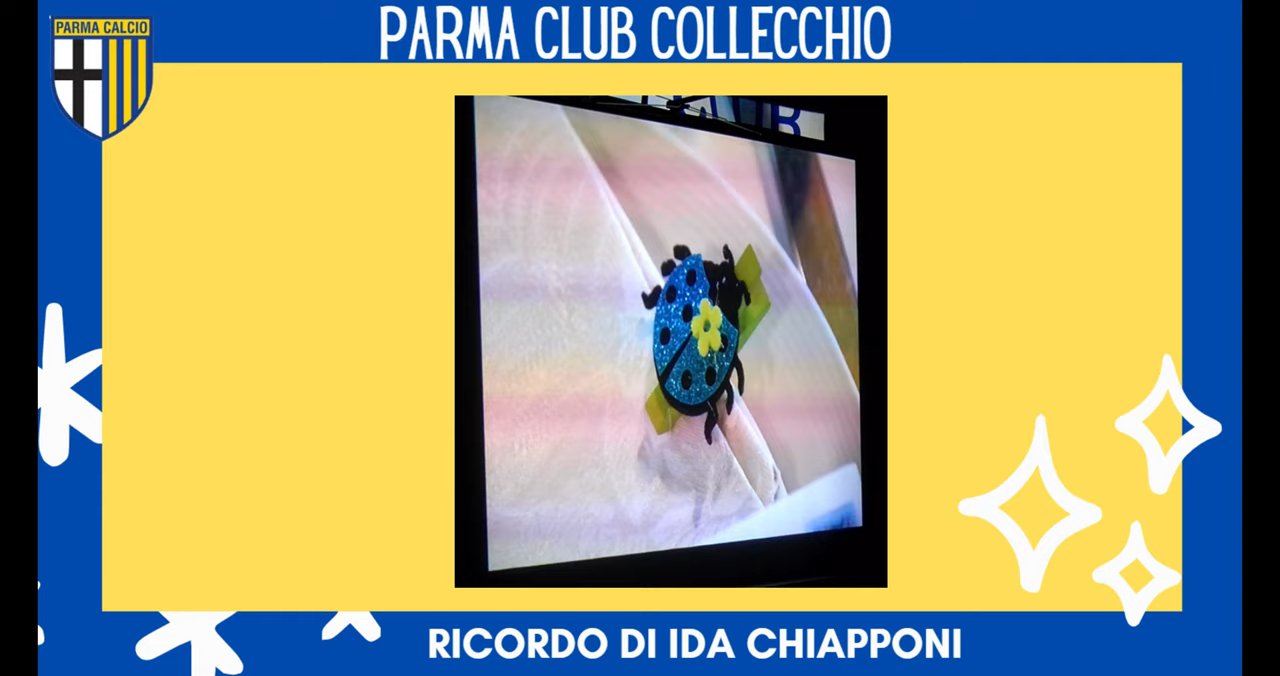 PARMA CLUB COLLECCHIO
PARMA CALCIO
RICORDO DI IDA CHIAPPONI